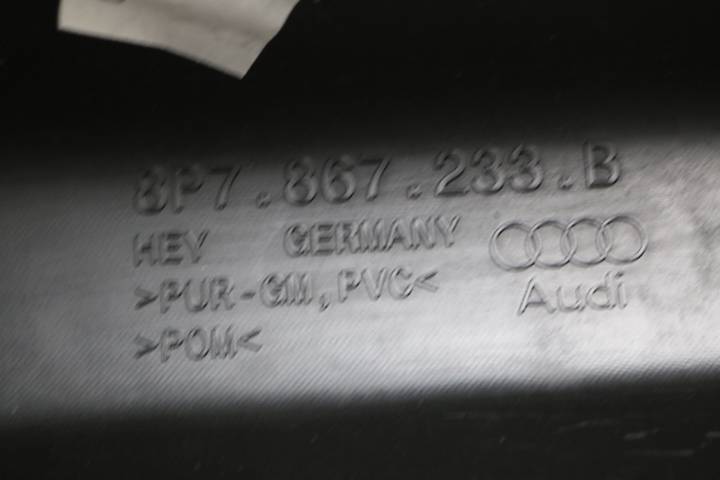 8P7.867.233.B
HEY GERMANY
>PUR-GM,PVC<
>POM<
Audi